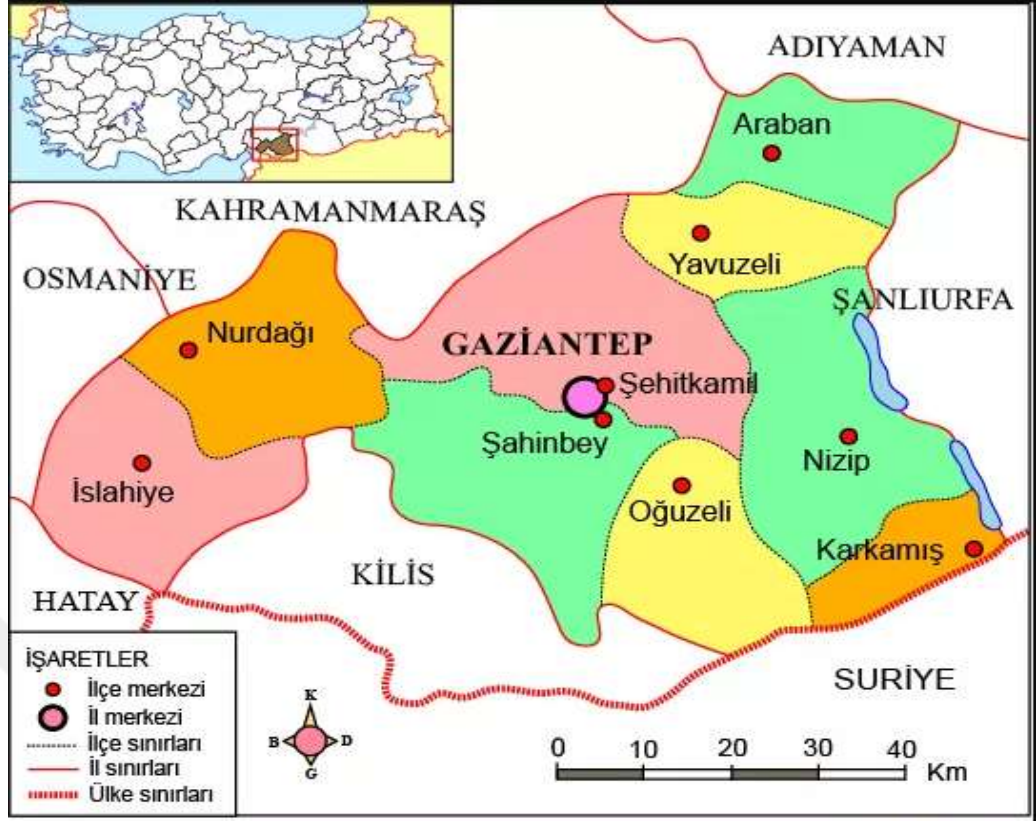 ADIYAMAN
Araban
KAHRAMANMARAŞ
OSMANİYE
Yavuzeli
ŞANLIURFA
Nurdağı
GAZİANTEP
Şehitkamil
Şahinbey
Nizip
İslahiye
Oğuzeli
Karkamış
KİLİS
HATAY
SURİYE
İŞARETLER
İlçe merkezi
İl merkezi
İlçe sınırları
İl sınırları
Ülke sınırları
K
B D
G
0 10 20 30 40
Km